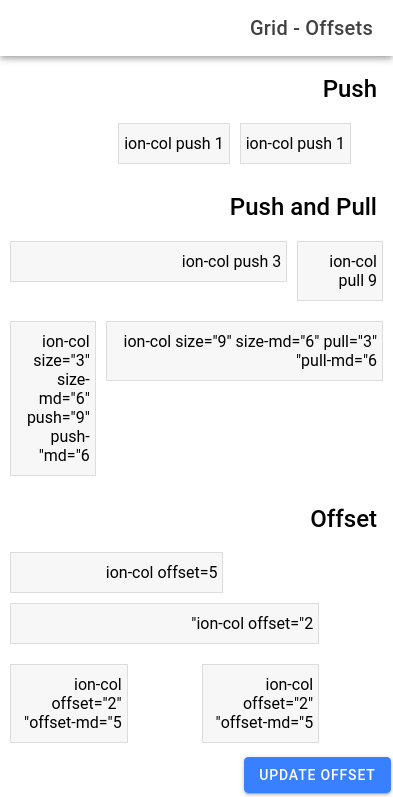 Grid - Offsets
Push
ion-col push 1
ion-col push 1
Push and Pull
ion-col push 3
ion-col
pull 9
ion-col
size="3"
size-
md="6"
push="9"
push-
"md="6
ion-col size="9" size-md="6" pull="3"
"pull-md="6
Offset
ion-col offset=5
"ion-col offset="2
ion-col
offset="2"
"offset-md="5
ion-col
offset="2"
"offset-md="5
UPDATE OFFSET